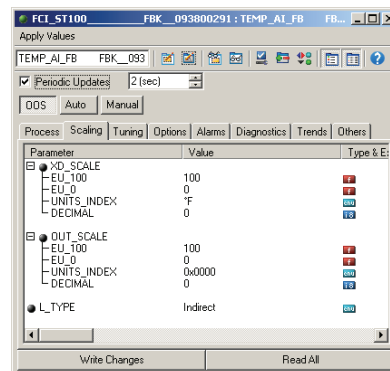 FCI_ST100 FBK__093800291 : TEMP_AI_FB FB...
Apply Values
TEMP_AI_FB FBK__093
Periodic Updates 2 (sec)
OOS Auto Manual
Process Scaling Tuning Options Alarms Diagnostics Trends Others
Parameter Value Type & E
XD_SCALE
EU_100 100
EU_0 0
UNITS_INDEX °F
DECIMAL 0
OUT_SCALE
EU_100 100
EU_0 0
UNITS_INDEX 0x0000
DECIMAL 0
L_TYPE Indirect
Write Changes Read All